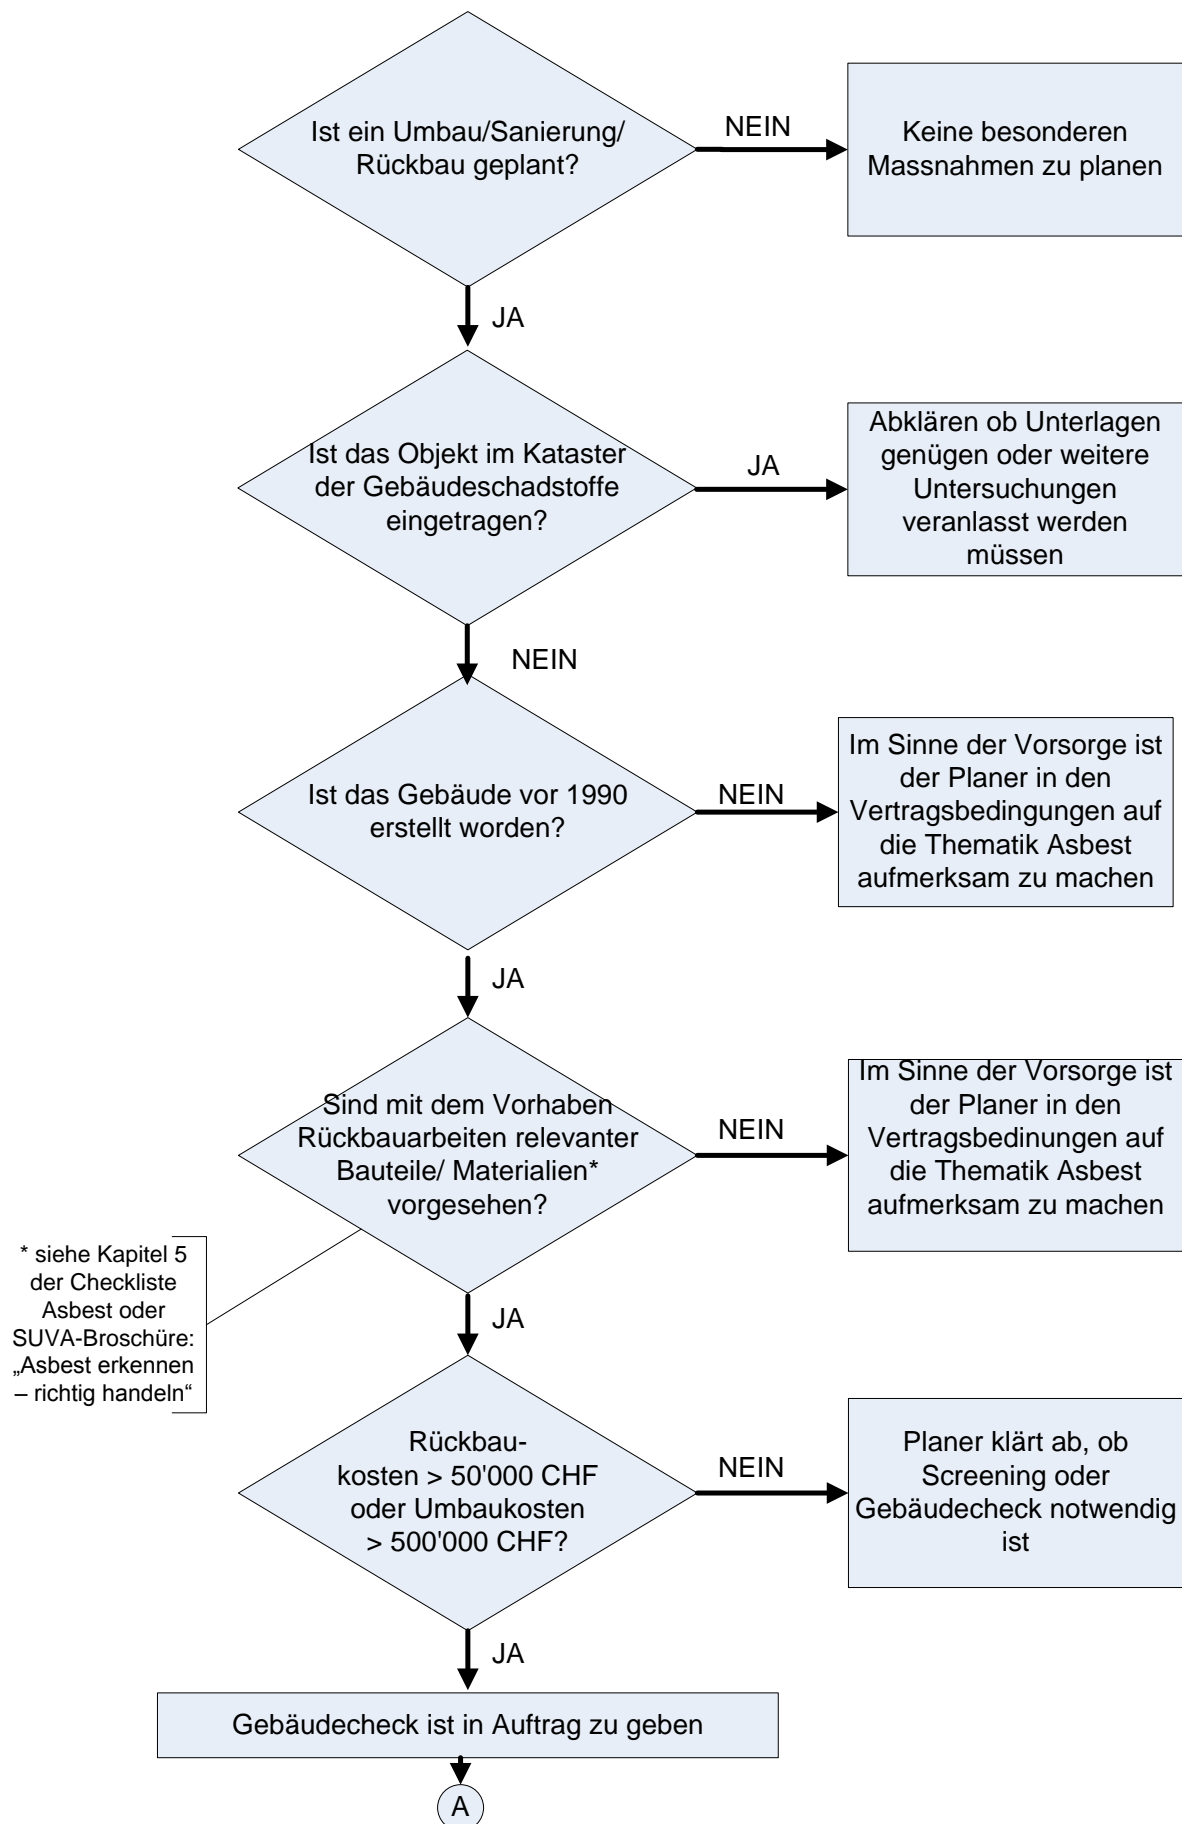 Ist ein Umbau/Sanierung/
Rückbau geplant?
NEIN
Keine besonderen
Massnahmen zu planen
JA
Ist das Objekt im Kataster
der Gebäudeschadstoffe
eingetragen?
JA
Abklären ob Unterlagen
genügen oder weitere
Untersuchungen
veranlasst werden
müssen
NEIN
Ist das Gebäude vor 1990
erstellt worden?
NEIN
Im Sinne der Vorsorge ist
der Planer in den
Vertragsbedingungen auf
die Thematik Asbest
aufmerksam zu machen
JA
Sind mit dem Vorhaben
Rückbauarbeiten relevanter
Bauteile/ Materialien*
vorgesehen?
NEIN
Im Sinne der Vorsorge ist
der Planer in den
Vertragsbedinungen auf
die Thematik Asbest
aufmerksam zu machen
* siehe Kapitel 5
der Checkliste
Asbest oder
SUVA-Broschüre:
„Asbest erkennen
– richtig handeln“
JA
Rückbau-
kosten > 50'000 CHF
oder Umbaukosten
> 500'000 CHF?
NEIN
Planer klärt ab, ob
Screening oder
Gebäudecheck notwendig
ist
JA
Gebäudecheck ist in Auftrag zu geben
A